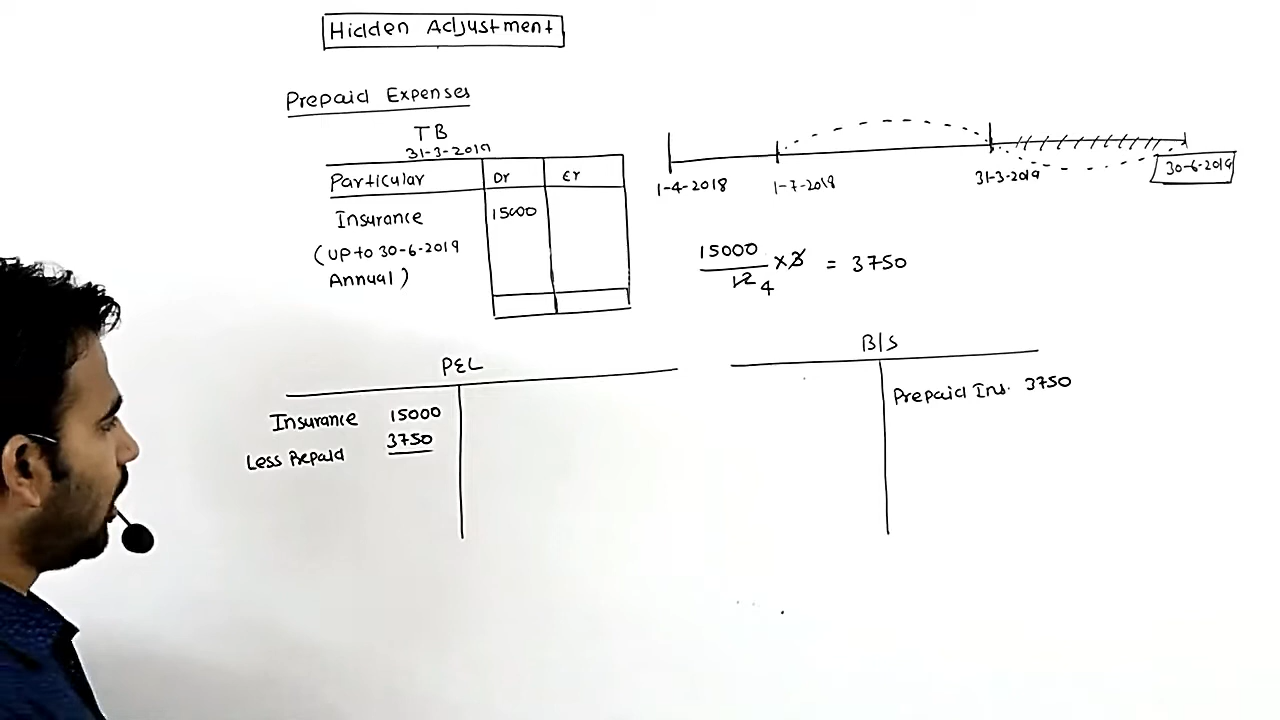 Hidden Adjustment
Prepaid Expenses
TB
31-3-2019
Particular Dr Cr
Insurance 15000
(UP to 30-6-2019
Annual)
1-4-2018 1-7-2018 31-3-2019 30-6-2019
15000
12 × 3 = 3750
4
P&L
Insurance 15000
Less Prepaid 3750
B/S
Prepaid Ins. 3750